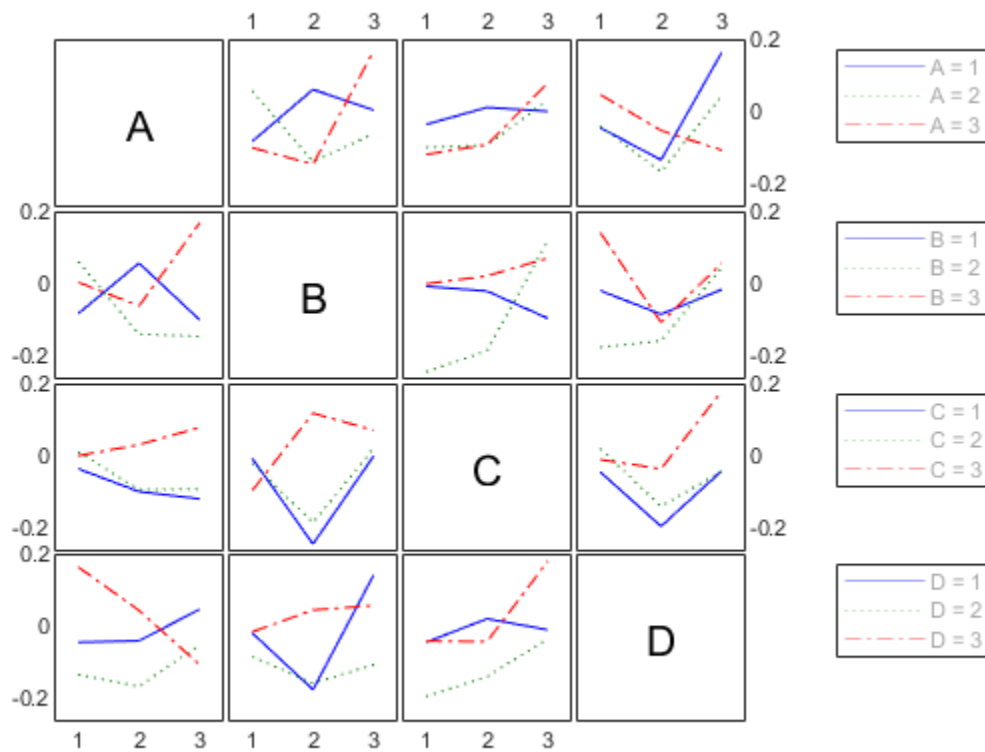 1 2 3 1 2 3 1 2 3
A
0.2
0
-0.2
A = 1
A = 2
A = 3
0.2
0
-0.2
B
0.2
0
-0.2
B = 1
B = 2
B = 3
0.2
0
-0.2
C
0.2
0
-0.2
C = 1
C = 2
C = 3
0.2
0
-0.2
D
D = 1
D = 2
D = 3
1 2 3 1 2 3 1 2 3